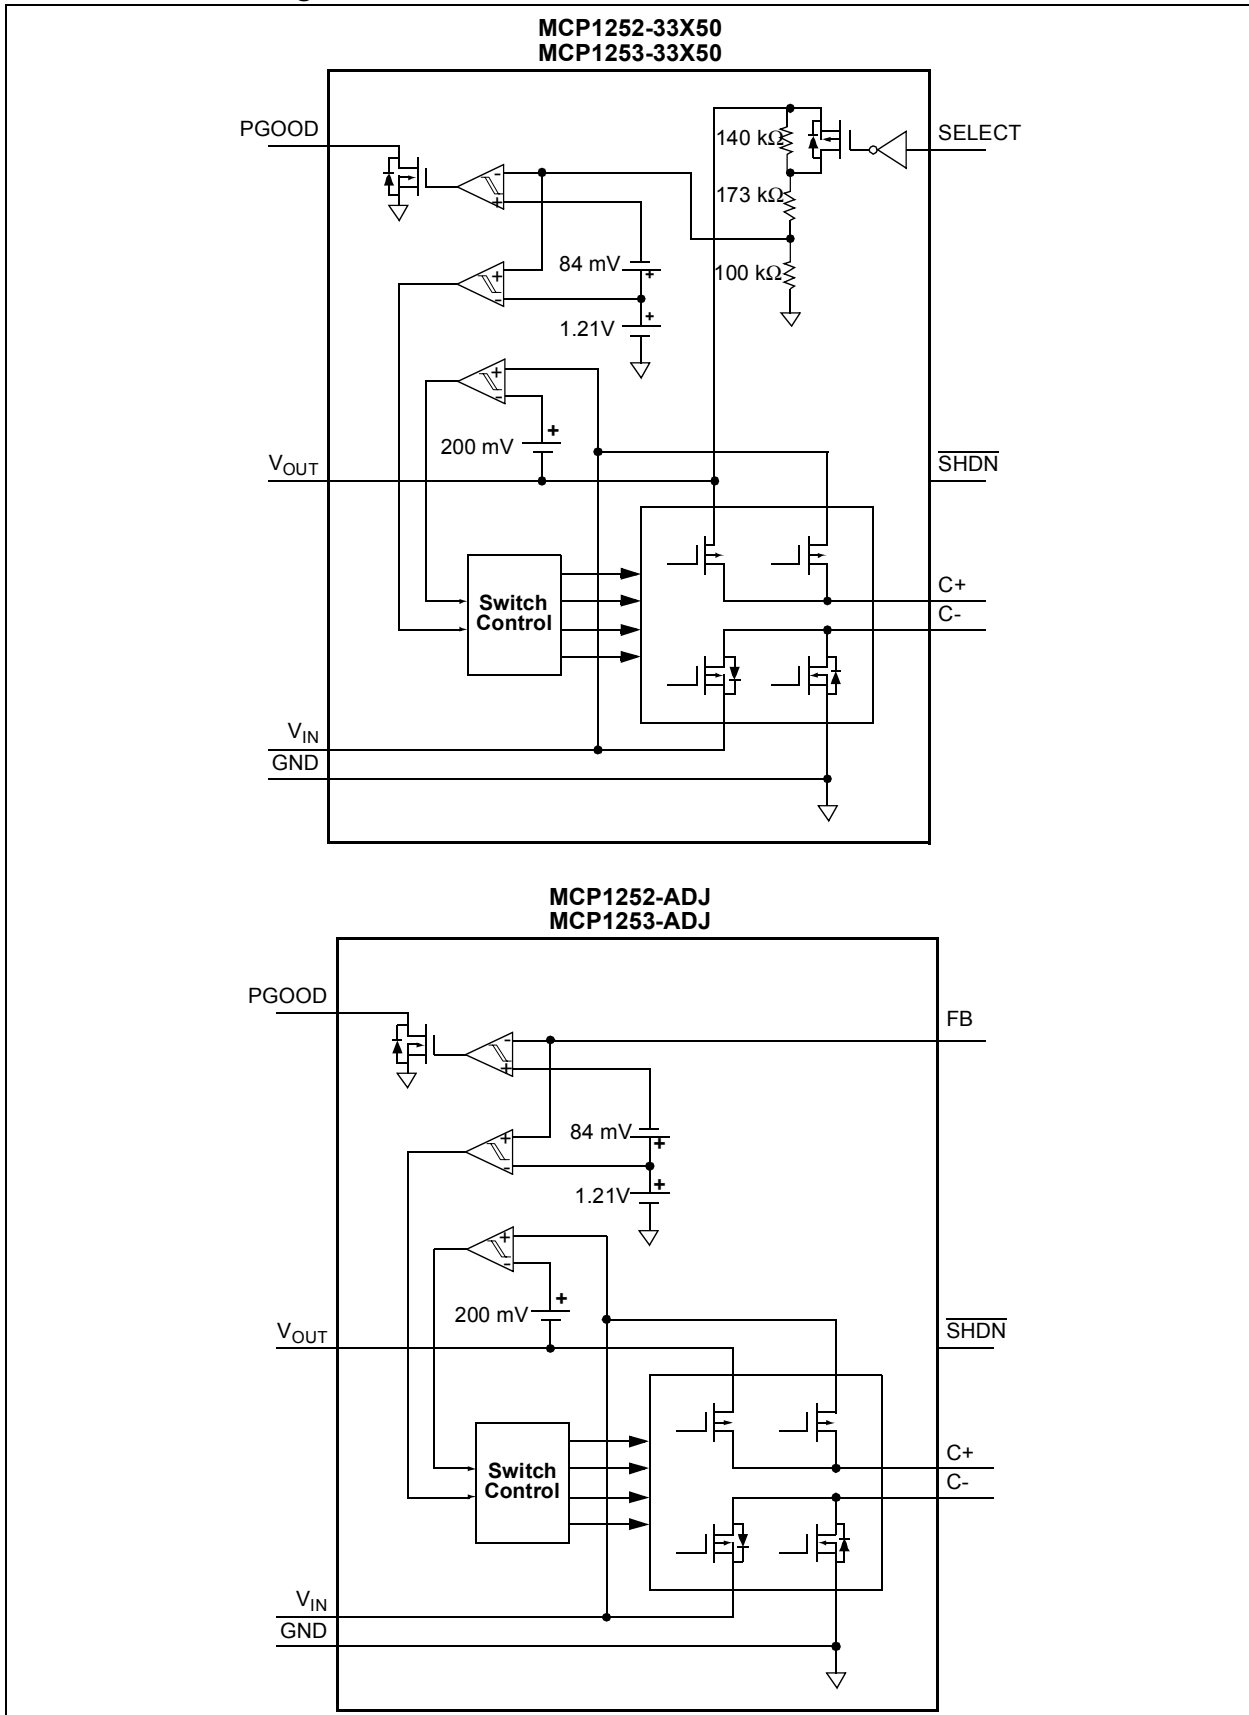 MCP1252-33X50
MCP1253-33X50
PGOOD
140 kΩ
SELECT
173 kΩ
84 mV
100 kΩ
1.21V
200 mV
VOUT
SHDN
Switch
Control
C+
C-
VIN
GND
MCP1252-ADJ
MCP1253-ADJ
PGOOD
FB
84 mV
1.21V
200 mV
VOUT
SHDN
Switch
Control
C+
C-
VIN
GND